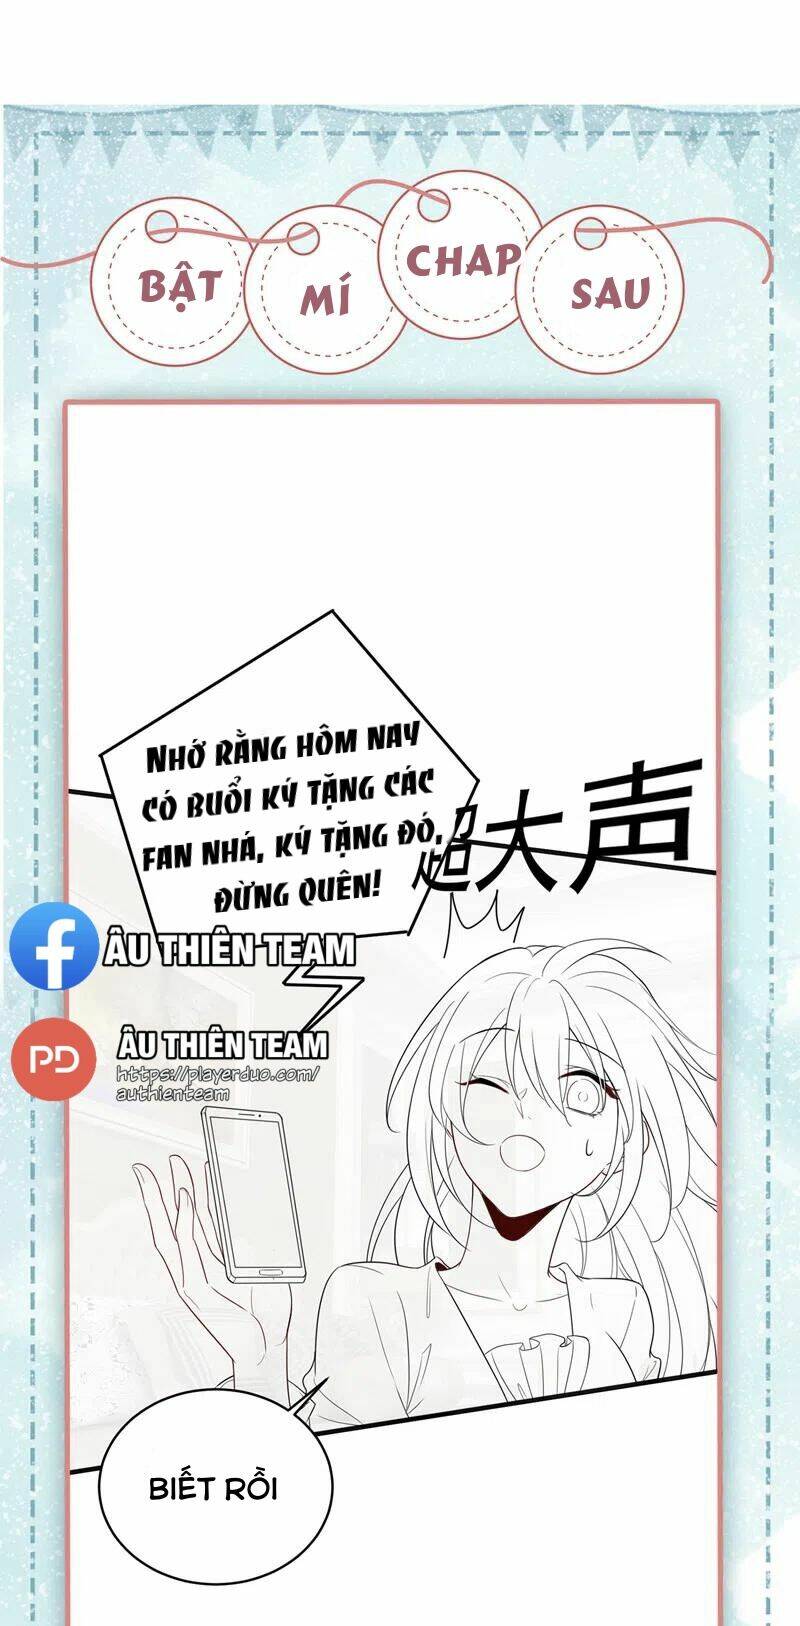 BẬT MÍ CHAP SAU
NHỚ RẰNG HÔM NAY
CÓ BUỔI KÝ TẶNG CÁC
FAN NHÁ, KÝ TẶNG ĐÓ,
ĐỪNG QUÊN!
超大声
f ÂU THIÊN TEAM
PD ÂU THIÊN TEAM
https://playerduo.com/
authienteam
BIẾT RỒI